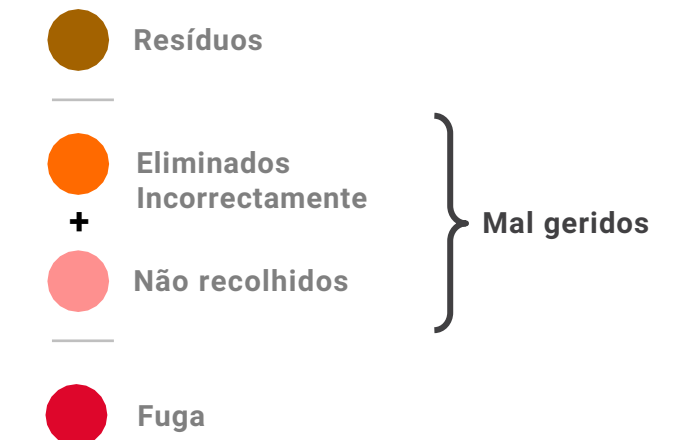 Resíduos
Eliminados
Incorrectamente
+
Mal geridos
Não recolhidos
Fuga